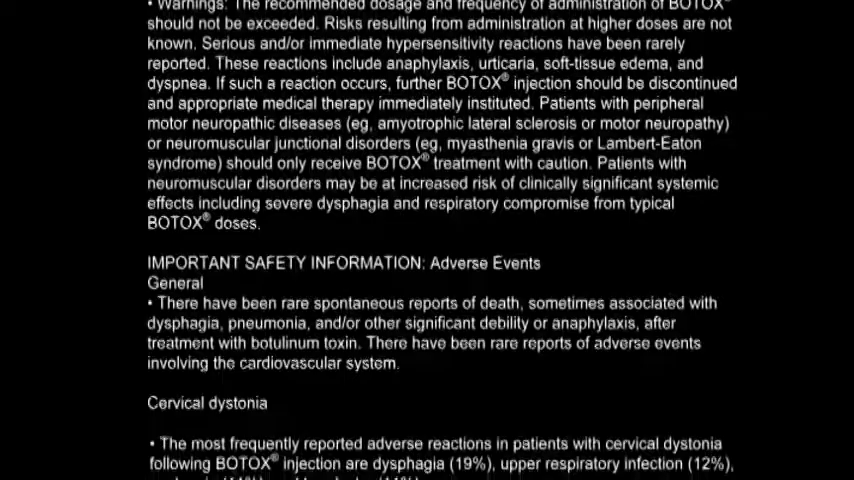 • Warnings: The recommended dosage and frequency of administration of BOTOX®
should not be exceeded. Risks resulting from administration at higher doses are not
known. Serious and/or immediate hypersensitivity reactions have been rarely
reported. These reactions include anaphylaxis, urticaria, soft-tissue edema, and
dyspnea. If such a reaction occurs, further BOTOX® injection should be discontinued
and appropriate medical therapy immediately instituted. Patients with peripheral
motor neuropathic diseases (eg, amyotrophic lateral sclerosis or motor neuropathy)
or neuromuscular junctional disorders (eg, myasthenia gravis or Lambert-Eaton
syndrome) should only receive BOTOX® treatment with caution. Patients with
neuromuscular disorders may be at increased risk of clinically significant systemic
effects including severe dysphagia and respiratory compromise from typical
BOTOX® doses.
IMPORTANT SAFETY INFORMATION: Adverse Events
General
• There have been rare spontaneous reports of death, sometimes associated with
dysphagia, pneumonia, and/or other significant debility or anaphylaxis, after
treatment with botulinum toxin. There have been rare reports of adverse events
involving the cardiovascular system.
Cervical dystonia
• The most frequently reported adverse reactions in patients with cervical dystonia
following BOTOX® injection are dysphagia (19%), upper respiratory infection (12%),